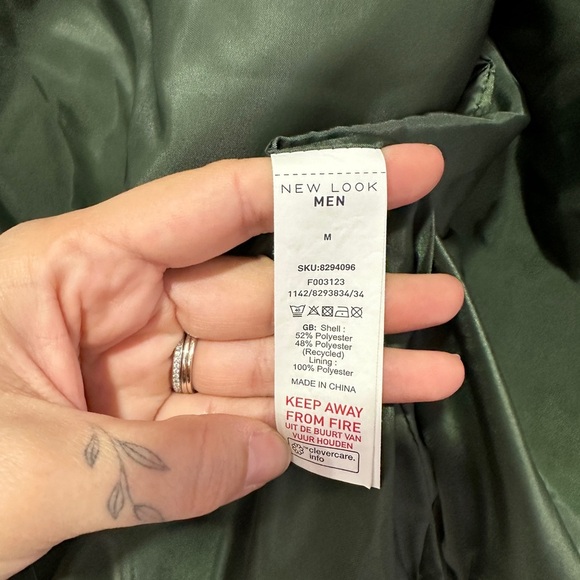 NEW LOOK
MEN
M
SKU:8294096
F003123
1142/8293834/34
GB: Shell :
52% Polyester
48% Polyester
(Recycled)
Lining :
100% Polyester
MADE IN CHINA
KEEP AWAY
FROM FIRE
UIT DE BUURT VAN
VUUR HOUDEN
clevercare.
info